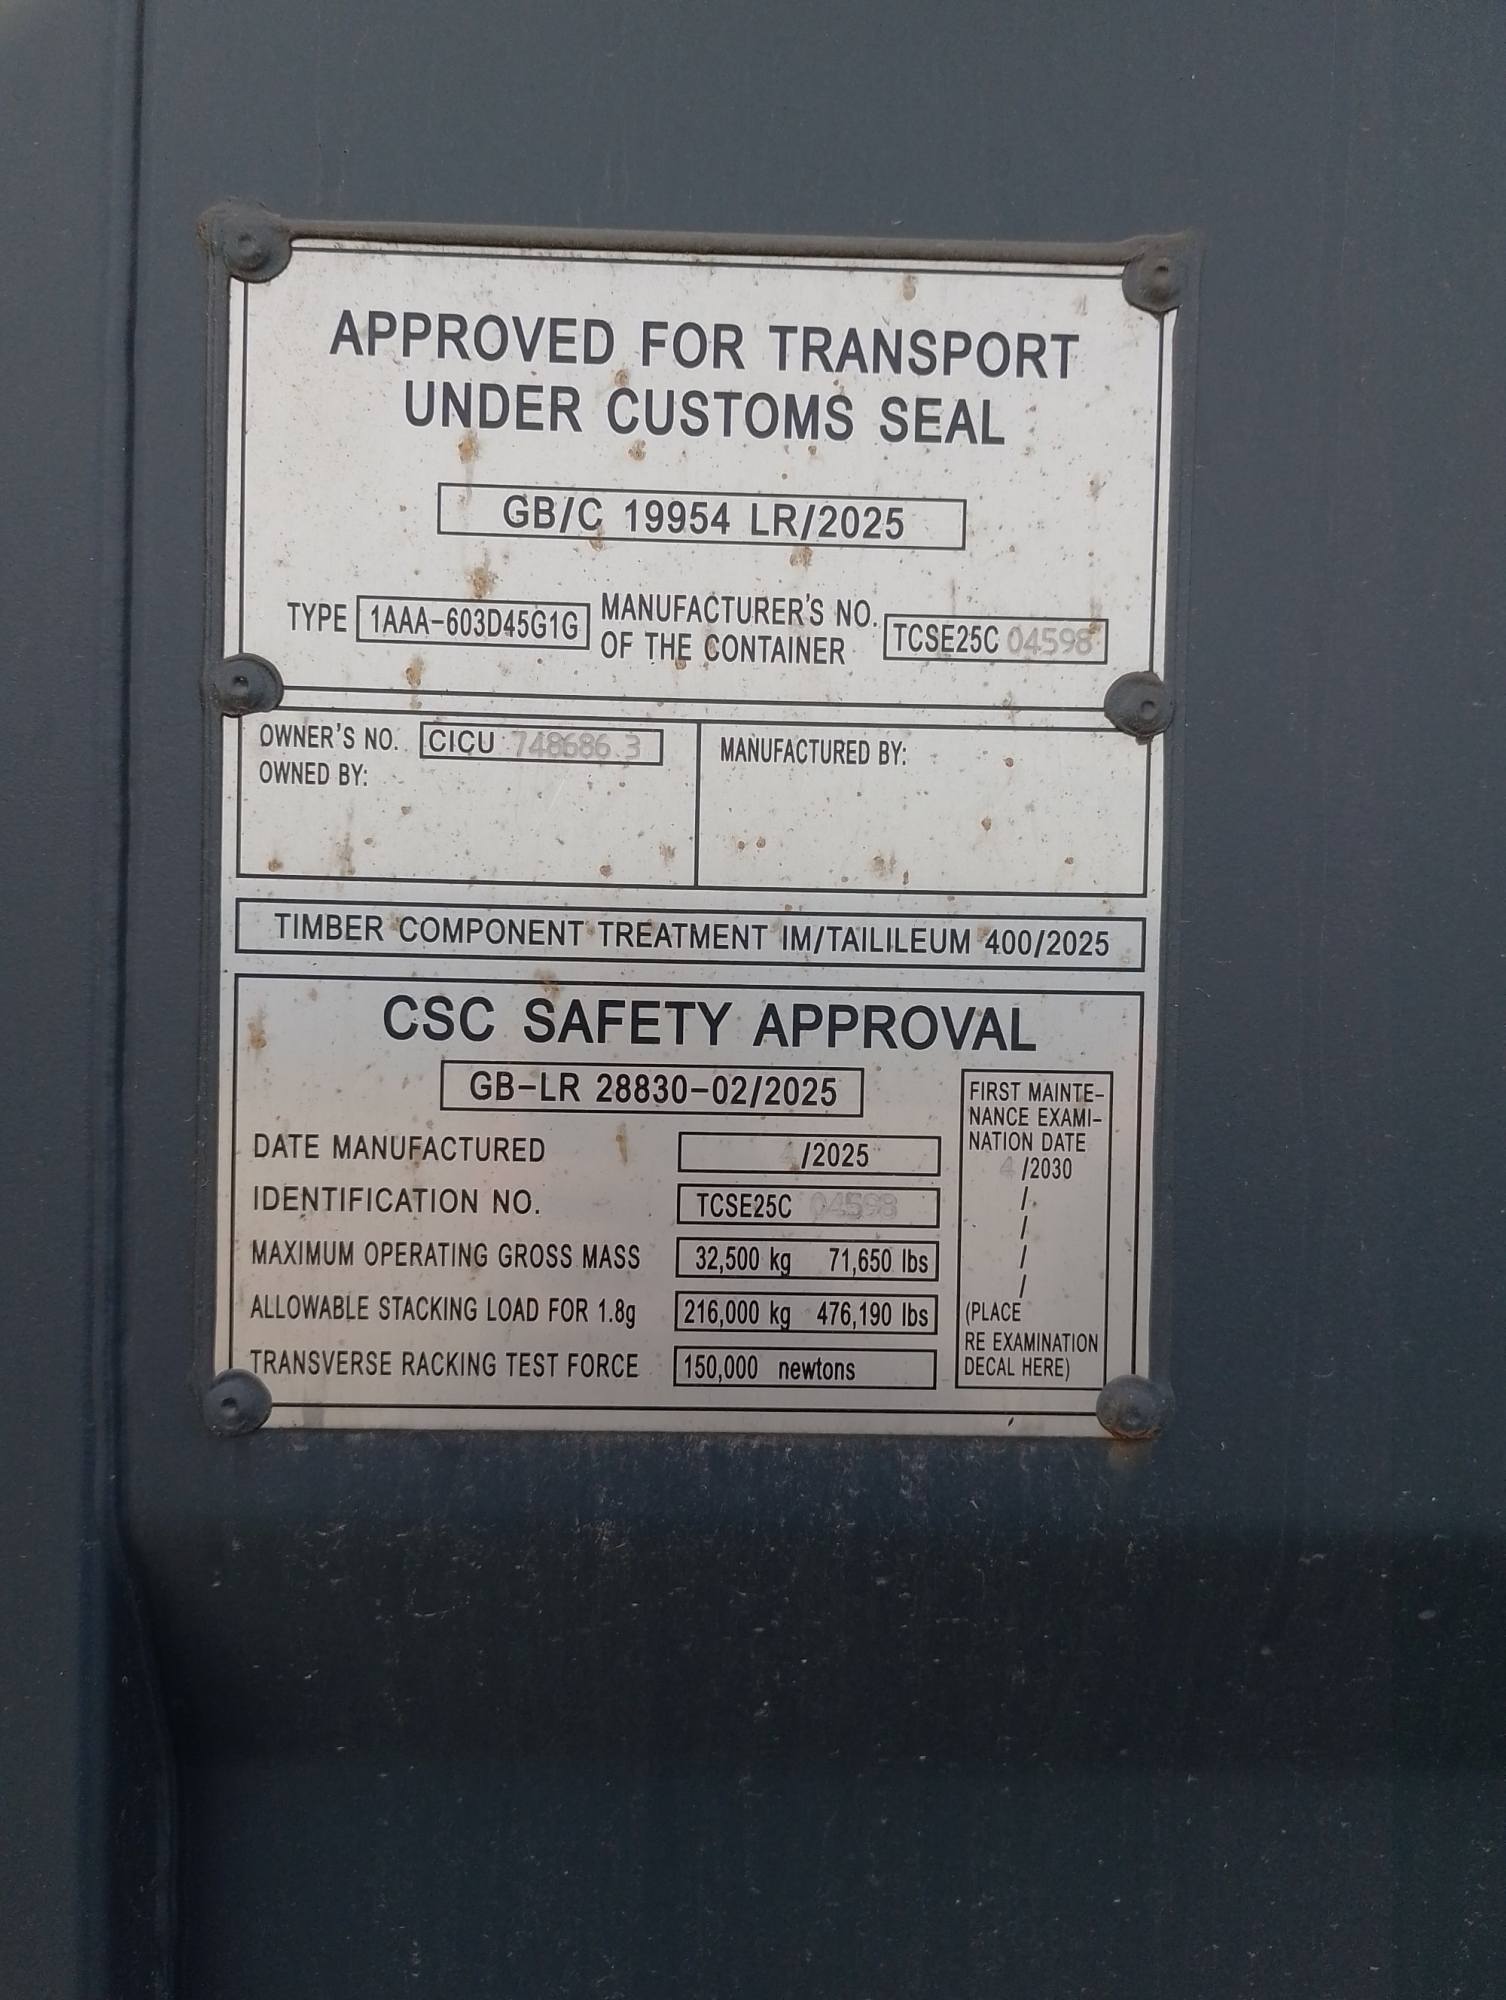 APPROVED FOR TRANSPORT
UNDER CUSTOMS SEAL
GB/C 19954 LR/2025
TYPE 1AAA-603D45G1G
MANUFACTURER'S NO.
OF THE CONTAINER
TCSE25C 04598
OWNER'S NO. CICU 748686 3
OWNED BY:
MANUFACTURED BY:
TIMBER COMPONENT TREATMENT IM/TAILILEUM 400/2025
CSC SAFETY APPROVAL
GB-LR 28830-02/2025
DATE MANUFACTURED 4/2025
IDENTIFICATION NO. TCSE25C 04598
MAXIMUM OPERATING GROSS MASS 32,500 kg 71,650 lbs
ALLOWABLE STACKING LOAD FOR 1.8g 216,000 kg 476,190 lbs
TRANSVERSE RACKING TEST FORCE 150,000 newtons
FIRST MAINTE-
NANCE EXAMI-
NATION DATE
4/2030
/
/
/
/
(PLACE
RE EXAMINATION
DECAL HERE)